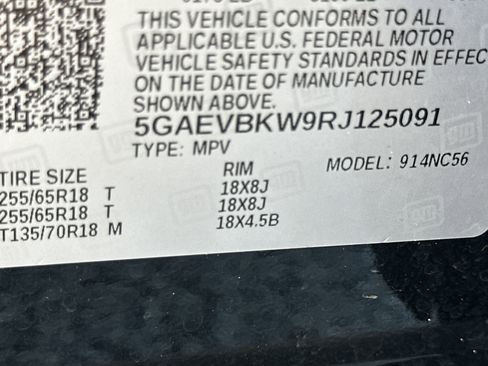 THIS VEHICLE CONFORMS TO ALL
APPLICABLE U.S. FEDERAL MOTOR
VEHICLE SAFETY STANDARDS IN EFFEC
ON THE DATE OF MANUFACTURE
SHOWN ABOVE.
5GAEVBKW9RJ125091
TYPE: MPV MODEL: 914NC56
TIRE SIZE RIM
255/65R18 T 18X8J
255/65R18 T 18X8J
T135/70R18 M 18X4.5B